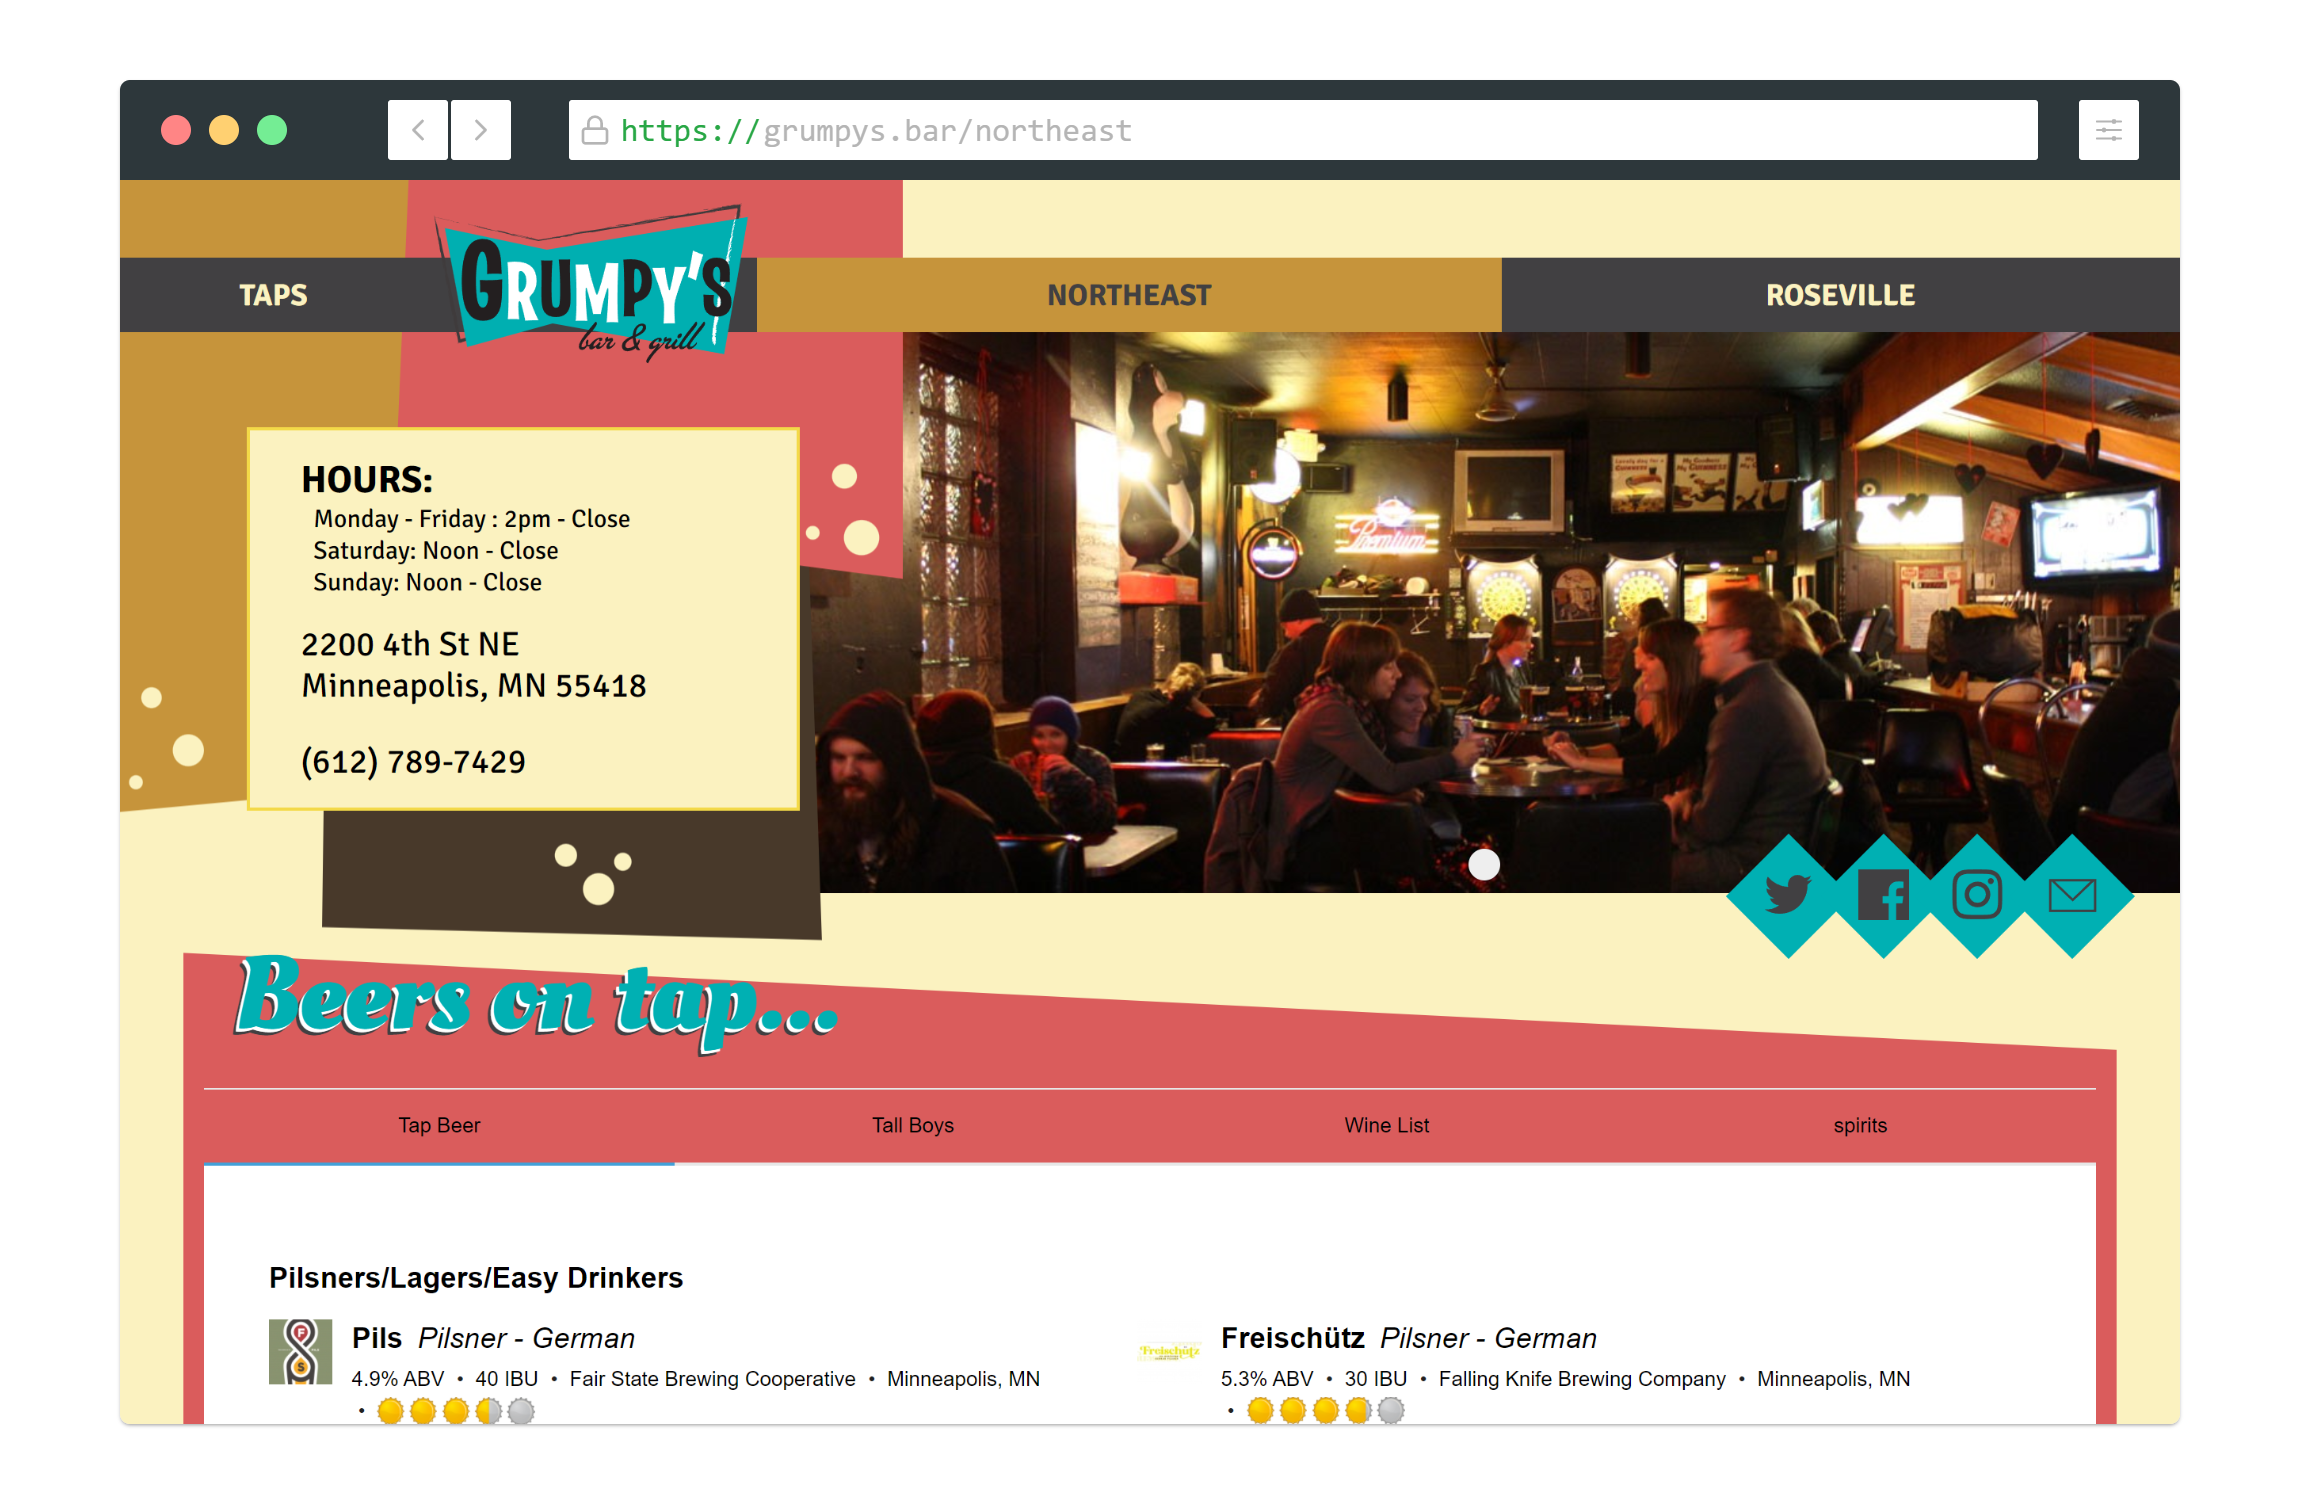 https://grumpys.bar/northeast
TAPS
GRUMPY'S
bar & grill
NORTHEAST
ROSEVILLE
HOURS:
Monday - Friday : 2pm - Close
Saturday: Noon - Close
Sunday: Noon - Close
2200 4th St NE
Minneapolis, MN 55418
(612) 789-7429
Premium
Beers on tap...
Tap Beer
Tall Boys
Wine List
spirits
Pilsners/Lagers/Easy Drinkers
F
S
Pils Pilsner - German
4.9% ABV • 40 IBU • Fair State Brewing Cooperative • Minneapolis, MN
•
Freischütz
Freischütz Pilsner - German
5.3% ABV • 30 IBU • Falling Knife Brewing Company • Minneapolis, MN
•